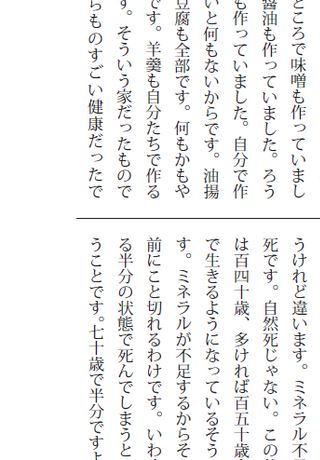 ところで味噌も作っていまし
醤油も作っていました。ろう
も作っていました。自分で作
いと何もないからです。油揚
豆腐も全部です。何もかもや
です。羊羹も自分たちで作る
す。そういう家だったもので
らものすごい健康だったで
うけれど違います。ミネラル不
死です。自然死じゃない。この
は百四十歳、多ければ百五十歳
で生きるようになっているそう
す。ミネラルが不足するからそ
前にこと切れるわけです。いわ
る半分の状態で死んでしまうと
うことです。七十歳で半分ですよ